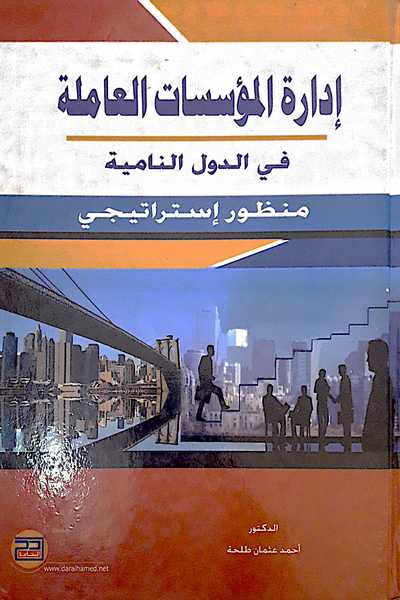 إدارة المؤسسات العاملة
في الدول النامية
منظور إستراتيجي
الدكتور
أحمد عثمان طلحة
www.daralhamed.net